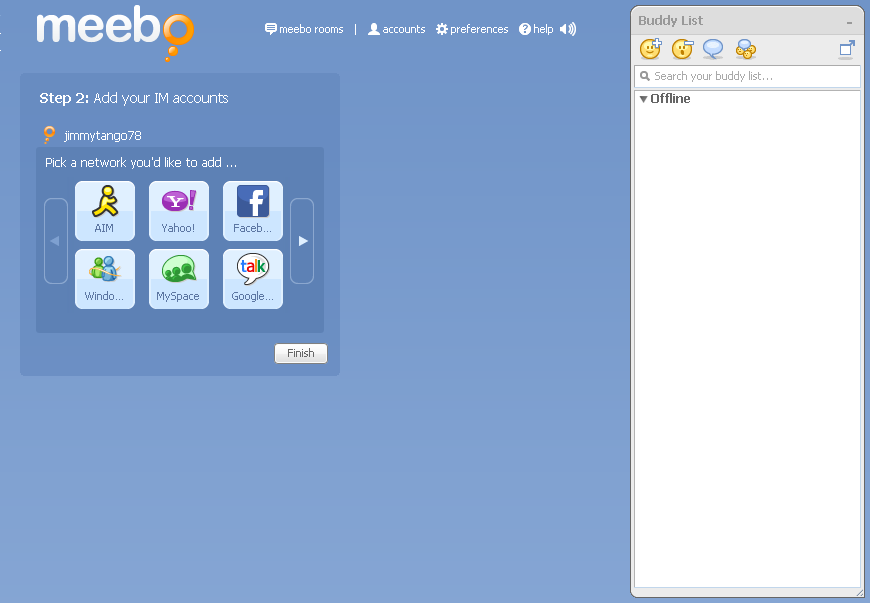 meebo
meebo rooms | accounts preferences help
Step 2: Add your IM accounts
jimmytango78
Pick a network you'd like to add ...
AIM Yahoo! Faceb...
Windo... MySpace talk Google...
Finish
Buddy List
Search your buddy list...
Offline